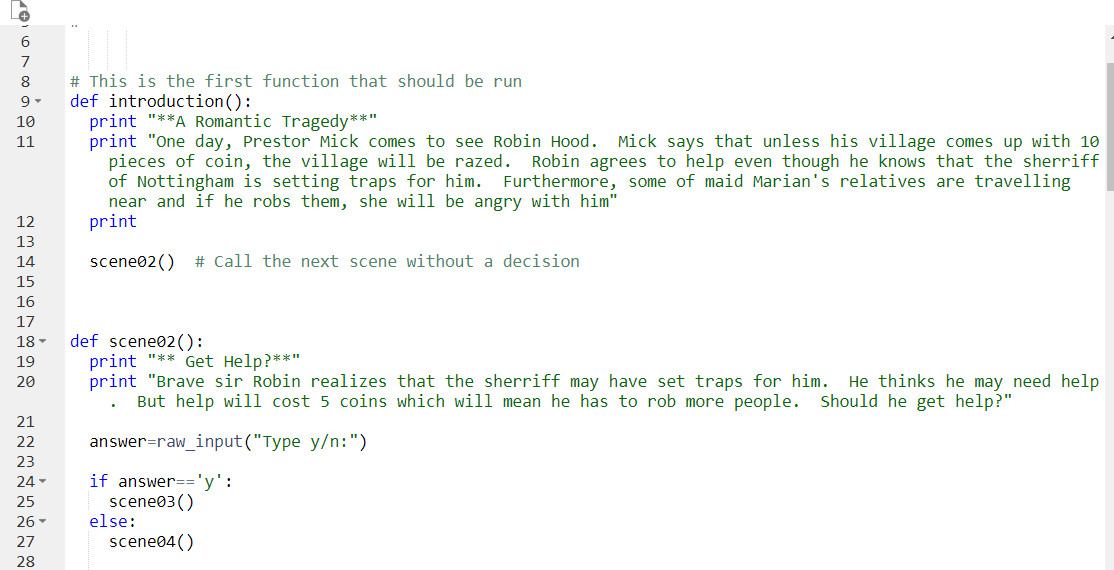 6
7
8 # This is the first function that should be run
9 def introduction():
10 print "**A Romantic Tragedy**"
11 print "One day, Prestor Mick comes to see Robin Hood.  Mick says that unless his village comes up with 10
pieces of coin, the village will be razed.  Robin agrees to help even though he knows that the sherriff
of Nottingham is setting traps for him.  Furthermore, some of maid Marian's relatives are travelling
near and if he robs them, she will be angry with him"
12 print
13
14 scene02()  # Call the next scene without a decision
15
16
17
18 def scene02():
19 print "** Get Help?**"
20 print "Brave sir Robin realizes that the sherriff may have set traps for him.  He thinks he may need help
.  But help will cost 5 coins which will mean he has to rob more people.  Should he get help?"
21
22 answer=raw_input("Type y/n:")
23
24 if answer=='y':
25 scene03()
26 else:
27 scene04()
28